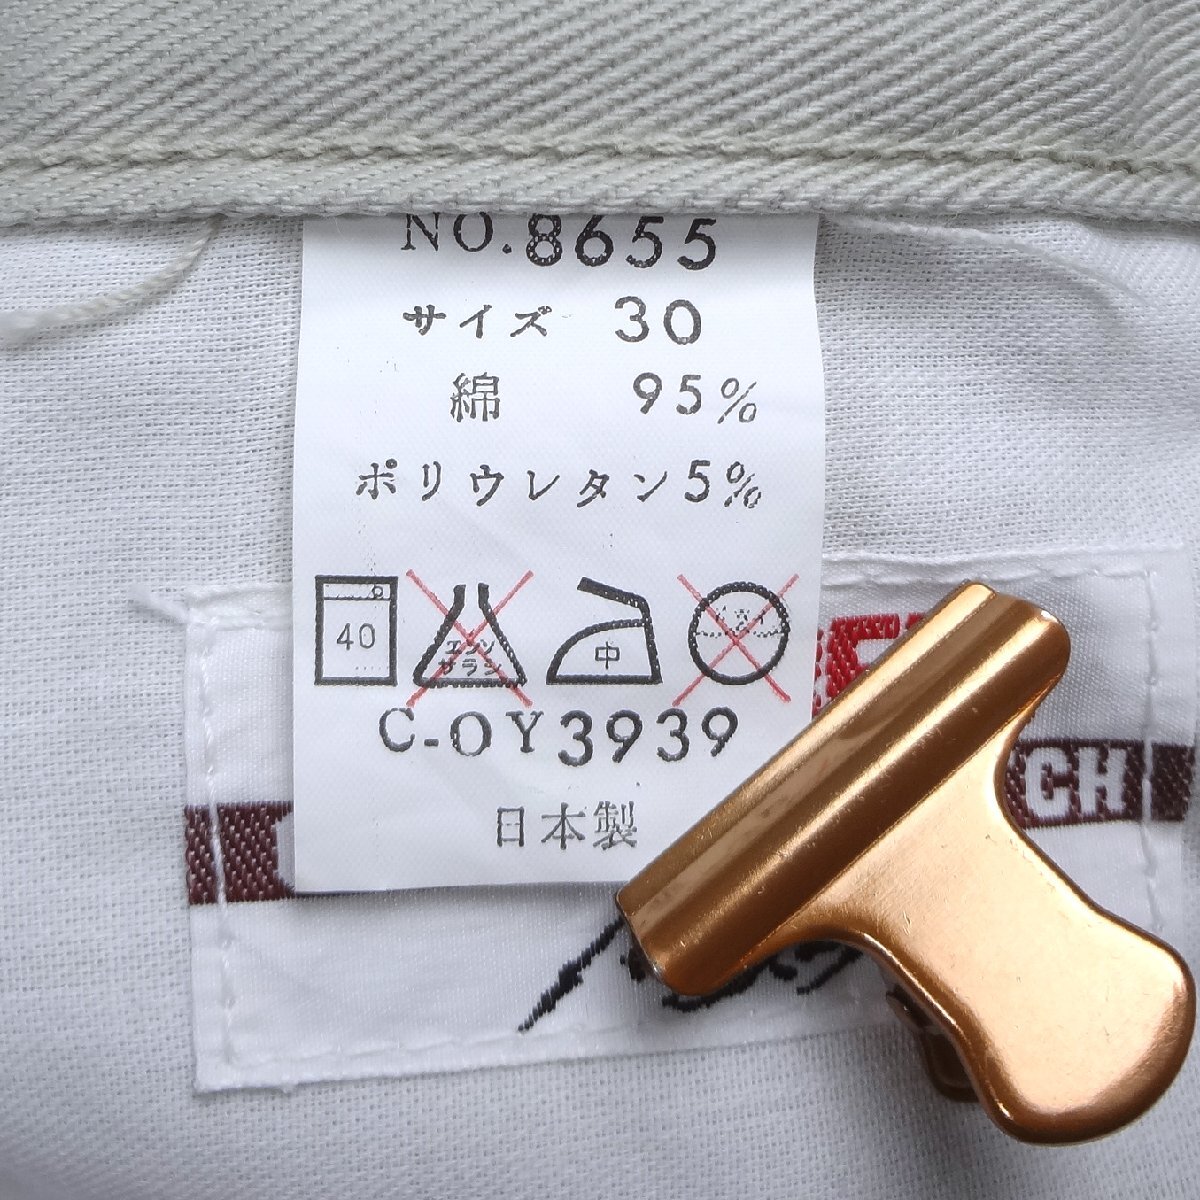 NO.8655
サイズ 30
綿 95%
ポリウレタン5%
40 エンソ サラシ 中
C-OY3939
日本製
CH